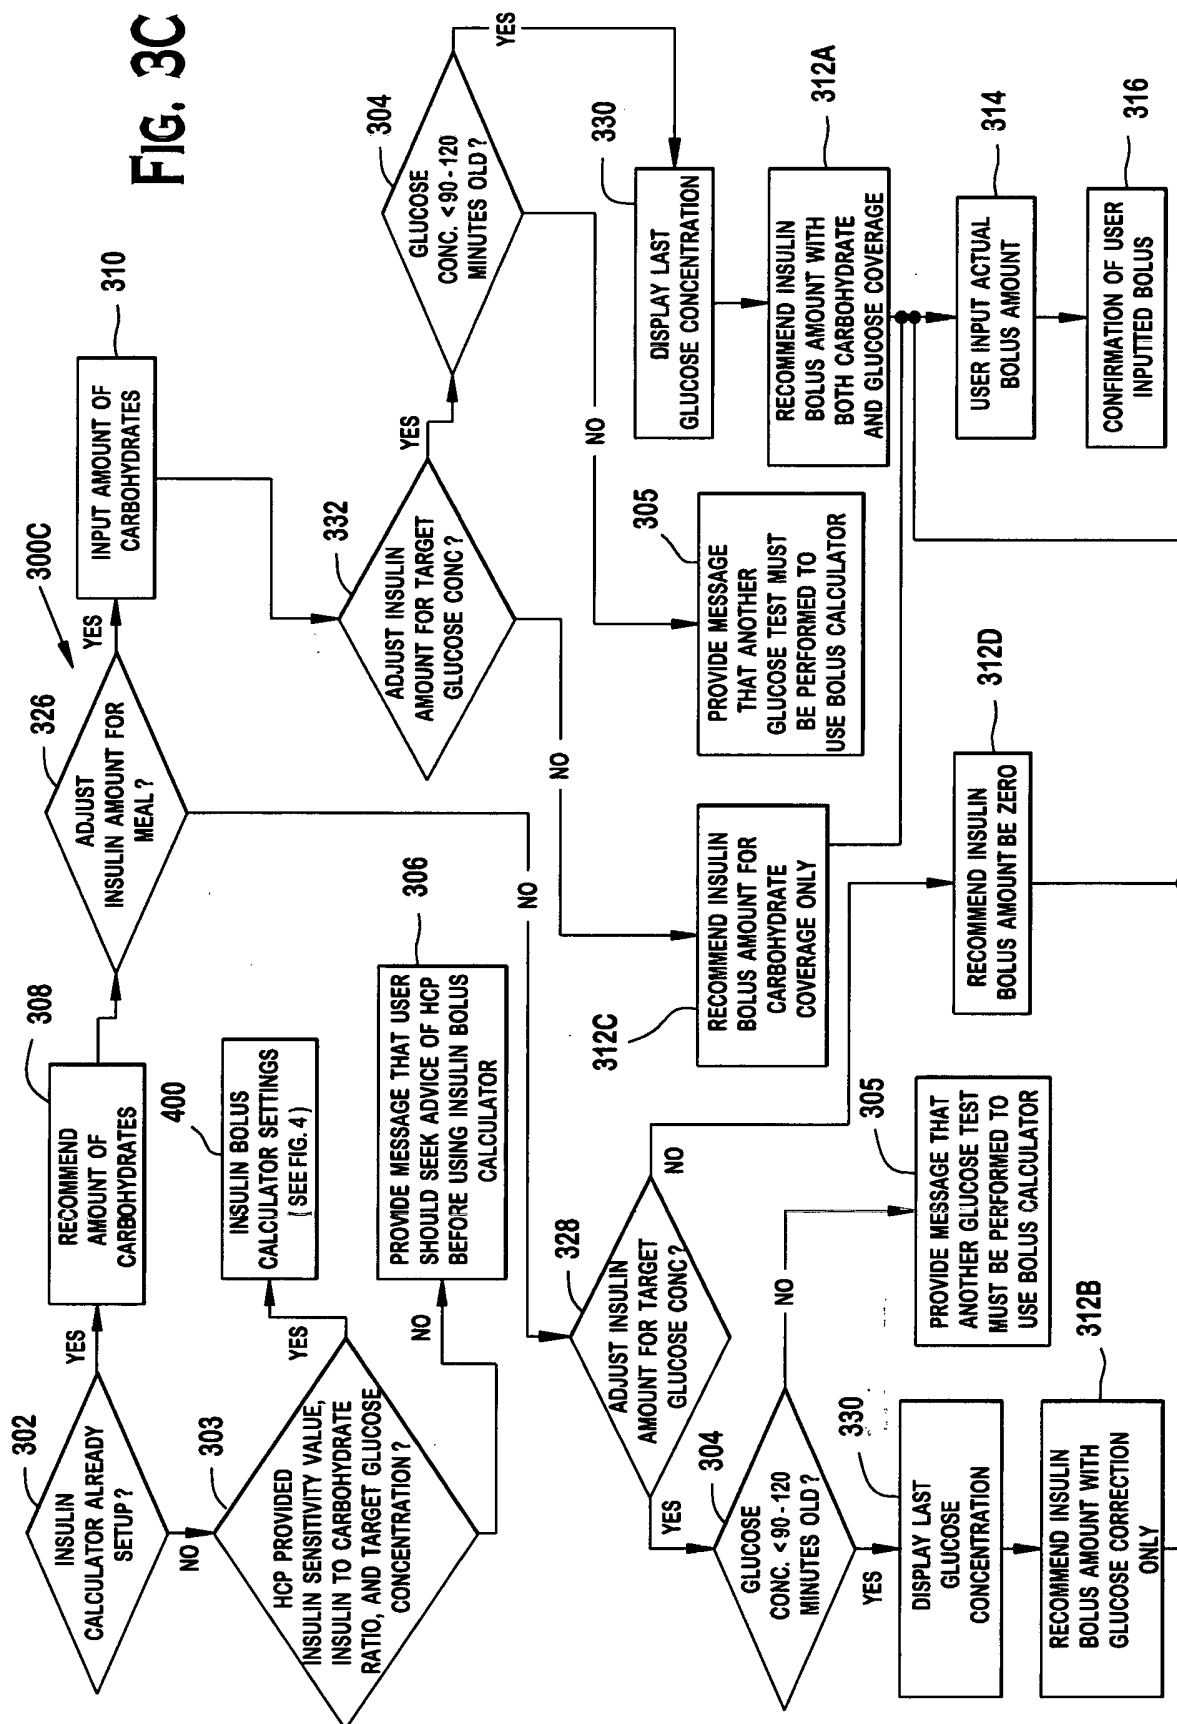 FIG. 3C
300C
302
INSULIN
CALCULATOR ALREADY
SETUP?
YES
NO
308
RECOMMEND
AMOUNT OF
CARBOHYDRATES
326
ADJUST
INSULIN AMOUNT FOR
MEAL?
YES
NO
310
INPUT AMOUNT OF
CARBOHYDRATES
303
HCP PROVIDED
INSULIN SENSITIVITY VALUE,
INSULIN TO CARBOHYDRATE
RATIO, AND TARGET GLUCOSE
CONCENTRATION?
YES
NO
400
INSULIN BOLUS
CALCULATOR SETTINGS
(SEE FIG. 4)
306
PROVIDE MESSAGE THAT USER
SHOULD SEEK ADVICE OF HCP
BEFORE USING INSULIN BOLUS
CALCULATOR
332
ADJUST INSULIN
AMOUNT FOR TARGET
GLUCOSE CONC?
YES
NO
304
GLUCOSE
CONC. <90-120
MINUTES OLD?
YES
NO
328
ADJUST INSULIN
AMOUNT FOR TARGET
GLUCOSE CONC?
YES
NO
312C
RECOMMEND INSULIN
BOLUS AMOUNT FOR
CARBOHYDRATE
COVERAGE ONLY
305
PROVIDE MESSAGE
THAT ANOTHER
GLUCOSE TEST MUST
BE PERFORMED TO
USE BOLUS CALCULATOR
330
DISPLAY LAST
GLUCOSE CONCENTRATION
312A
RECOMMEND INSULIN
BOLUS AMOUNT WITH
BOTH CARBOHYDRATE
AND GLUCOSE COVERAGE
304
GLUCOSE
CONC. <90-120
MINUTES OLD?
YES
NO
305
PROVIDE MESSAGE THAT
ANOTHER GLUCOSE TEST
MUST BE PERFORMED TO
USE BOLUS CALCULATOR
330
DISPLAY LAST
GLUCOSE
CONCENTRATION
312B
RECOMMEND INSULIN
BOLUS AMOUNT WITH
GLUCOSE CORRECTION
ONLY
312D
RECOMMEND INSULIN
BOLUS AMOUNT BE ZERO
314
USER INPUT ACTUAL
BOLUS AMOUNT
316
CONFIRMATION OF USER
INPUTTED BOLUS